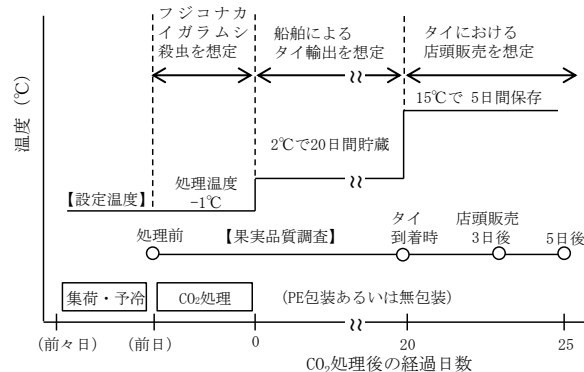 フジコナカ
イガラムシ
殺虫を想定
船舶による
タイ輸出を想定
タイにおける
店頭販売を想定
15℃で 5日間保存
温度（℃）
2℃で20日間貯蔵
処理温度
-1℃
【設定温度】
処理前
【果実品質調査】
タイ
到着時
店頭販売
3日後
5日後
集荷・予冷
CO₂処理
(PE包装あるいは無包装)
(前々日)
(前日)
0
20
25
CO₂処理後の経過日数